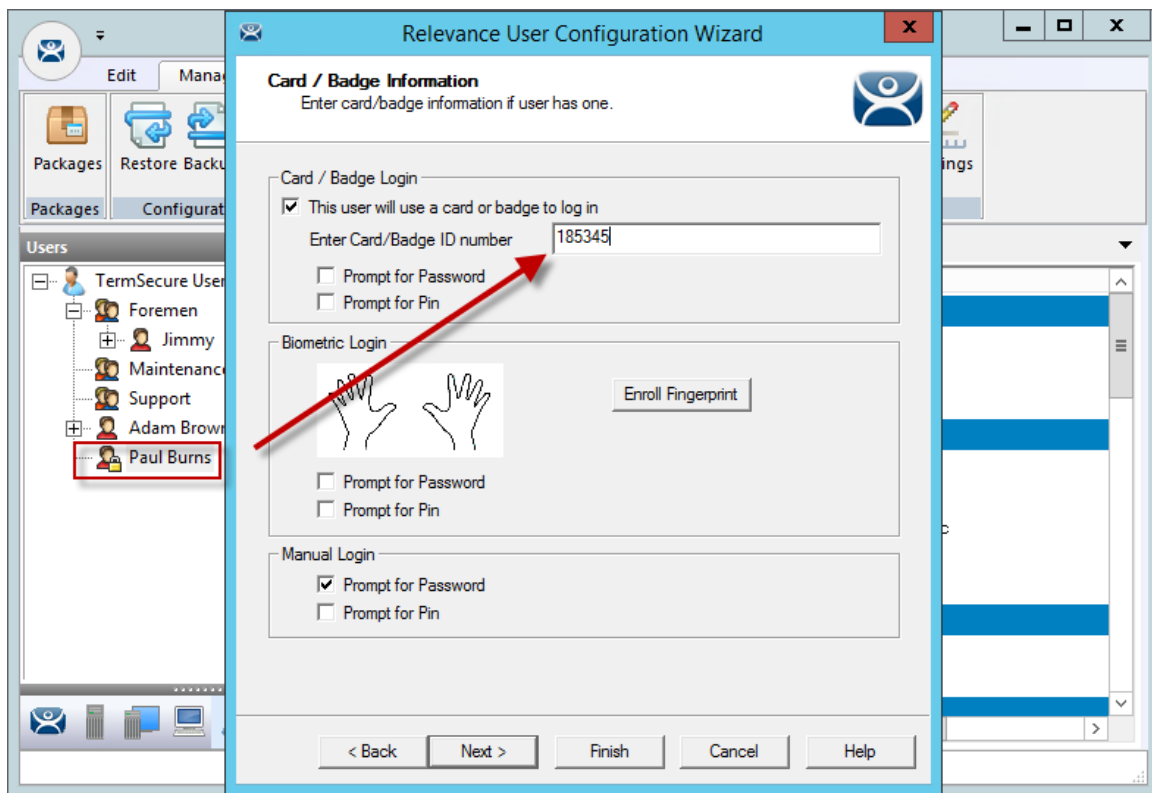 Relevance User Configuration Wizard
Edit
Card / Badge Information
Enter card/badge information if user has one.
Packages
Restore
Packages
Card / Badge Login
This user will use a card or badge to log in
Enter Card/Badge ID number 185345
Prompt for Password
Prompt for Pin
Users
TermSecure
Foremen
Jimmy
Support
Adam
Paul Burns
Biometric Login
Enroll Fingerprint
Prompt for Password
Prompt for Pin
Manual Login
Prompt for Password
Prompt for Pin
< Back
Next >
Finish
Cancel
Help